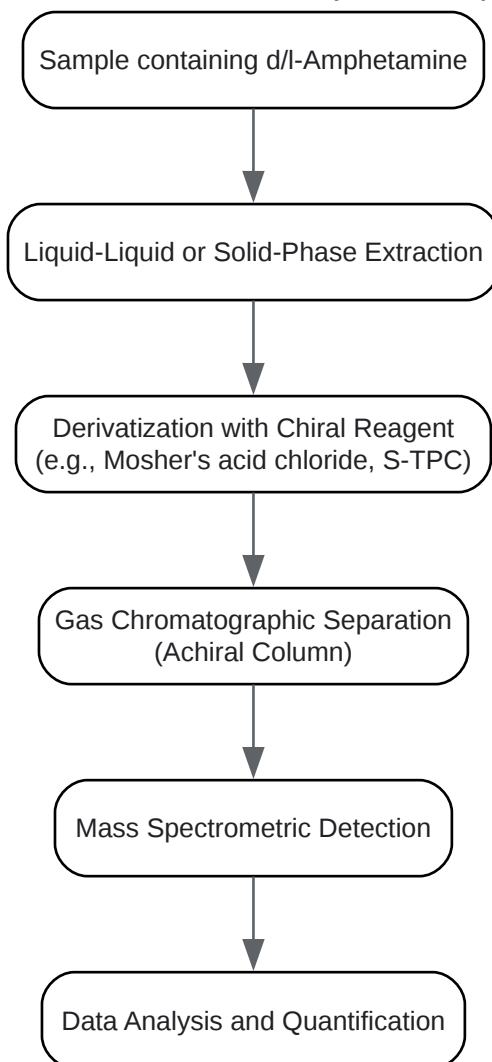 Sample containing d/l-Amphetamine
Liquid-Liquid or Solid-Phase Extraction
Derivatization with Chiral Reagent
(e.g., Mosher's acid chloride, S-TPC)
Gas Chromatographic Separation
(Achiral Column)
Mass Spectrometric Detection
Data Analysis and Quantification